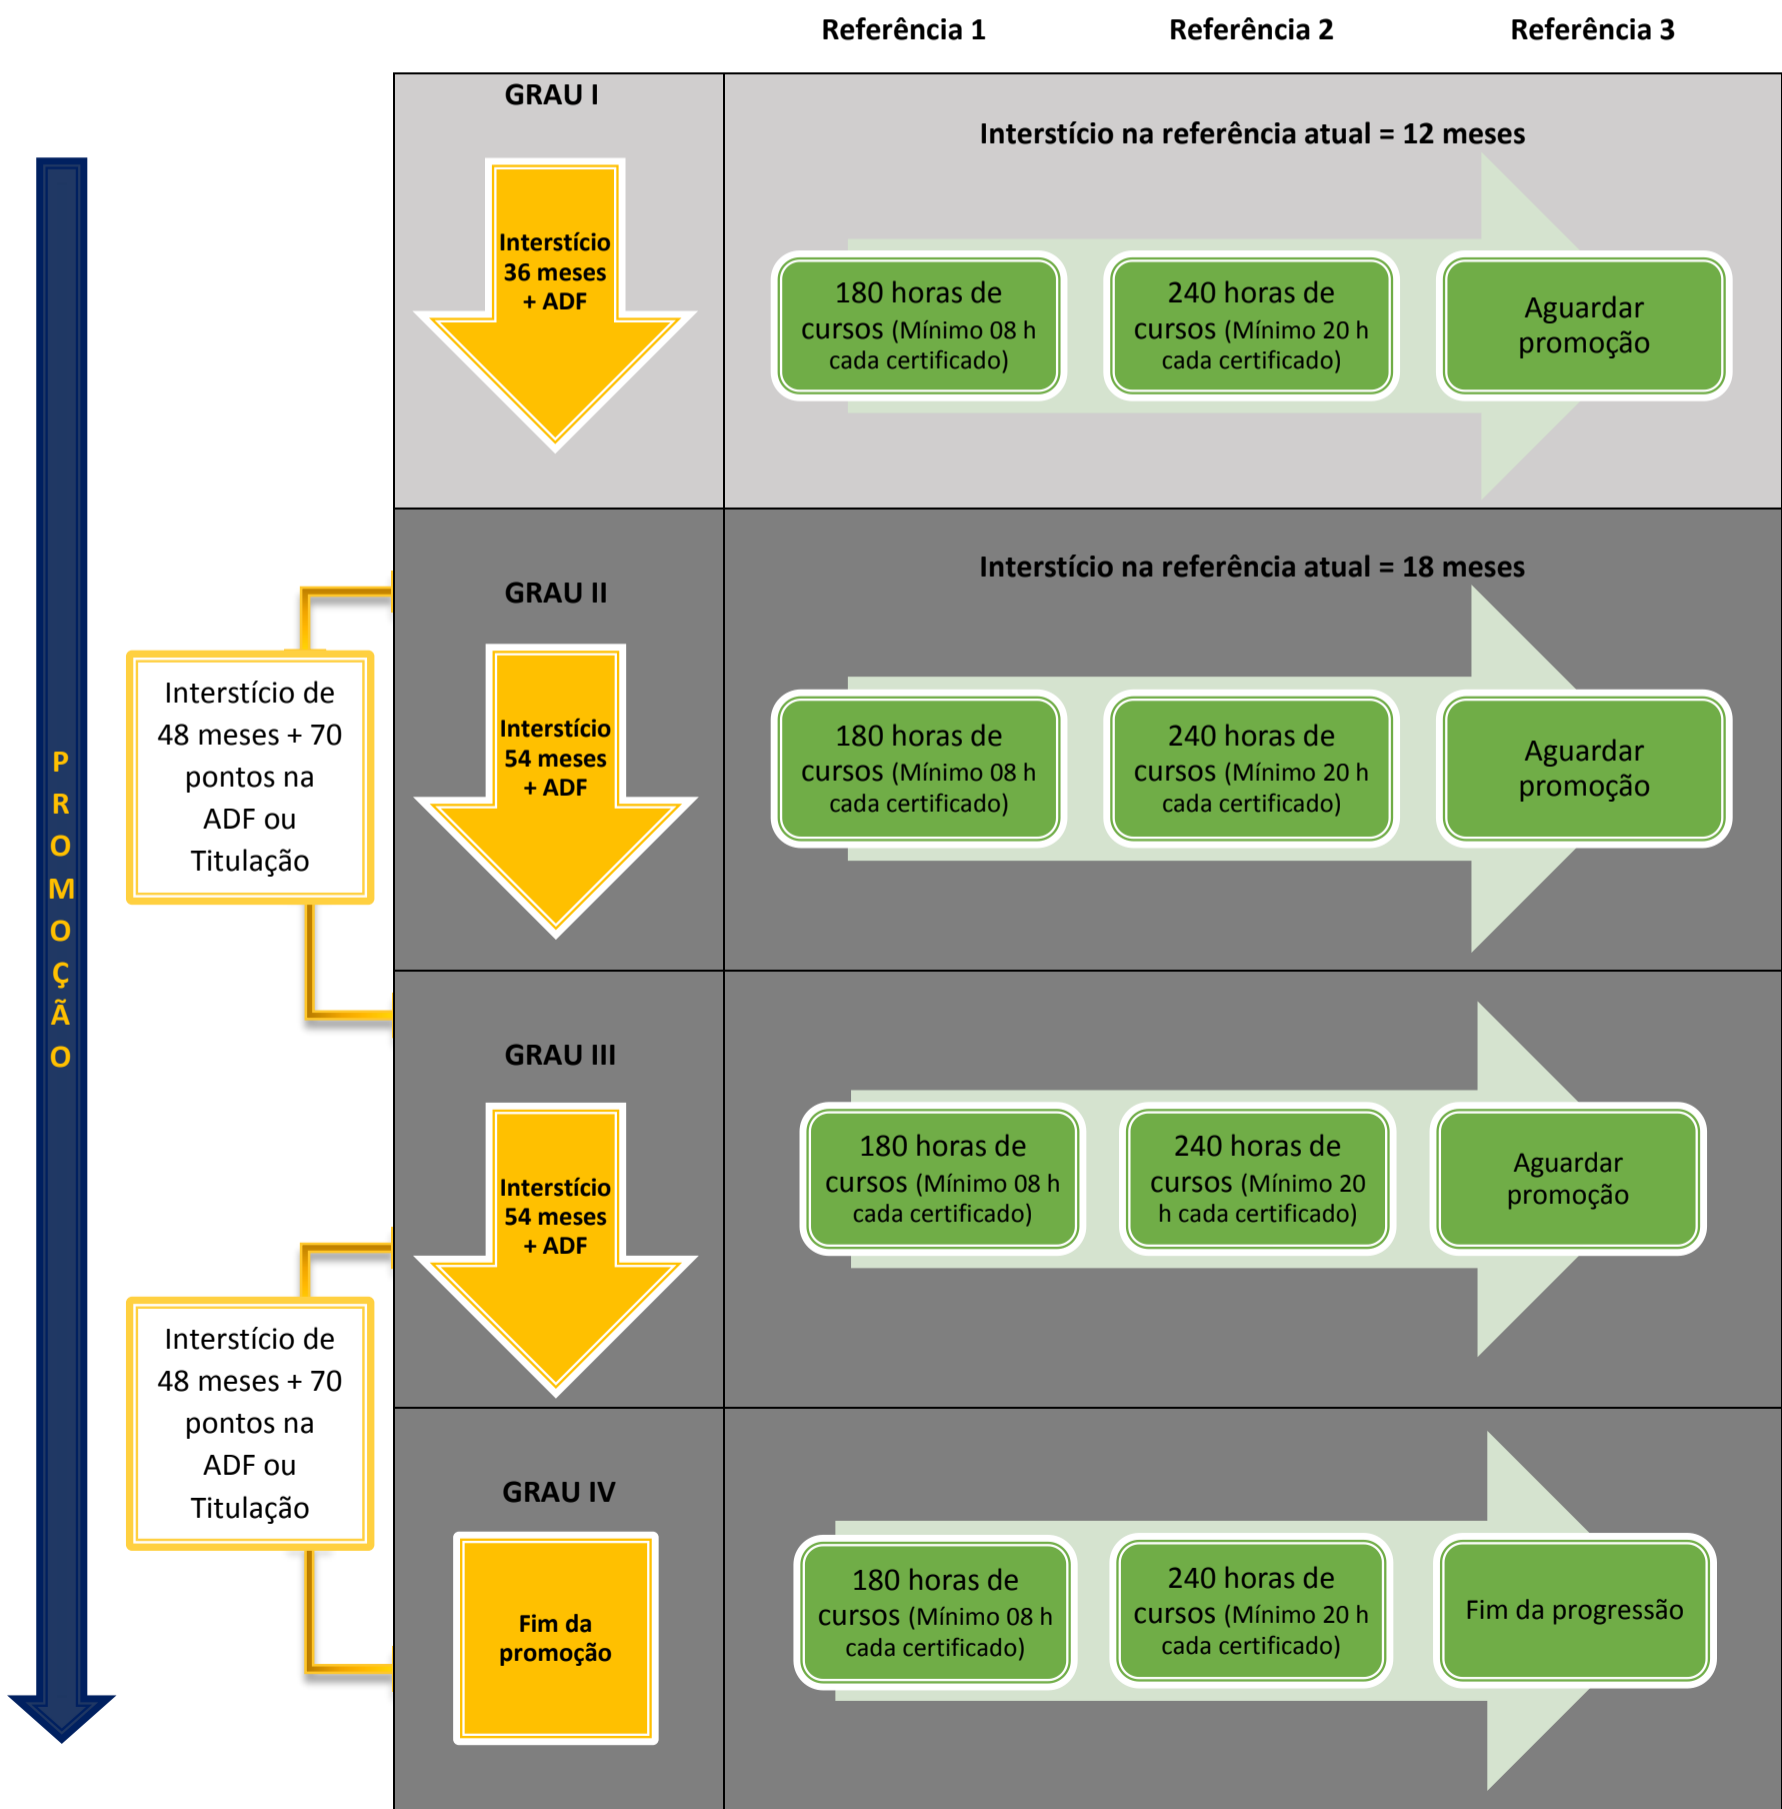 Referência 1 Referência 2 Referência 3
GRAU I
Interstício na referência atual = 12 meses
Interstício
36 meses
+ ADF
180 horas de
cursos (Mínimo 08 h
cada certificado)
240 horas de
cursos (Mínimo 20 h
cada certificado)
Aguardar
promoção
P
R
O
M
O
Ç
Ã
O
Interstício de
48 meses + 70
pontos na
ADF ou
Titulação
GRAU II
Interstício na referência atual = 18 meses
Interstício
54 meses
+ ADF
180 horas de
cursos (Mínimo 08 h
cada certificado)
240 horas de
cursos (Mínimo 20 h
cada certificado)
Aguardar
promoção
GRAU III
Interstício
54 meses
+ ADF
180 horas de
cursos (Mínimo 08 h
cada certificado)
240 horas de
cursos (Mínimo 20
h cada certificado)
Aguardar
promoção
Interstício de
48 meses + 70
pontos na
ADF ou
Titulação
GRAU IV
Fim da
promoção
180 horas de
cursos (Mínimo 08 h
cada certificado)
240 horas de
cursos (Mínimo 20 h
cada certificado)
Fim da progressão